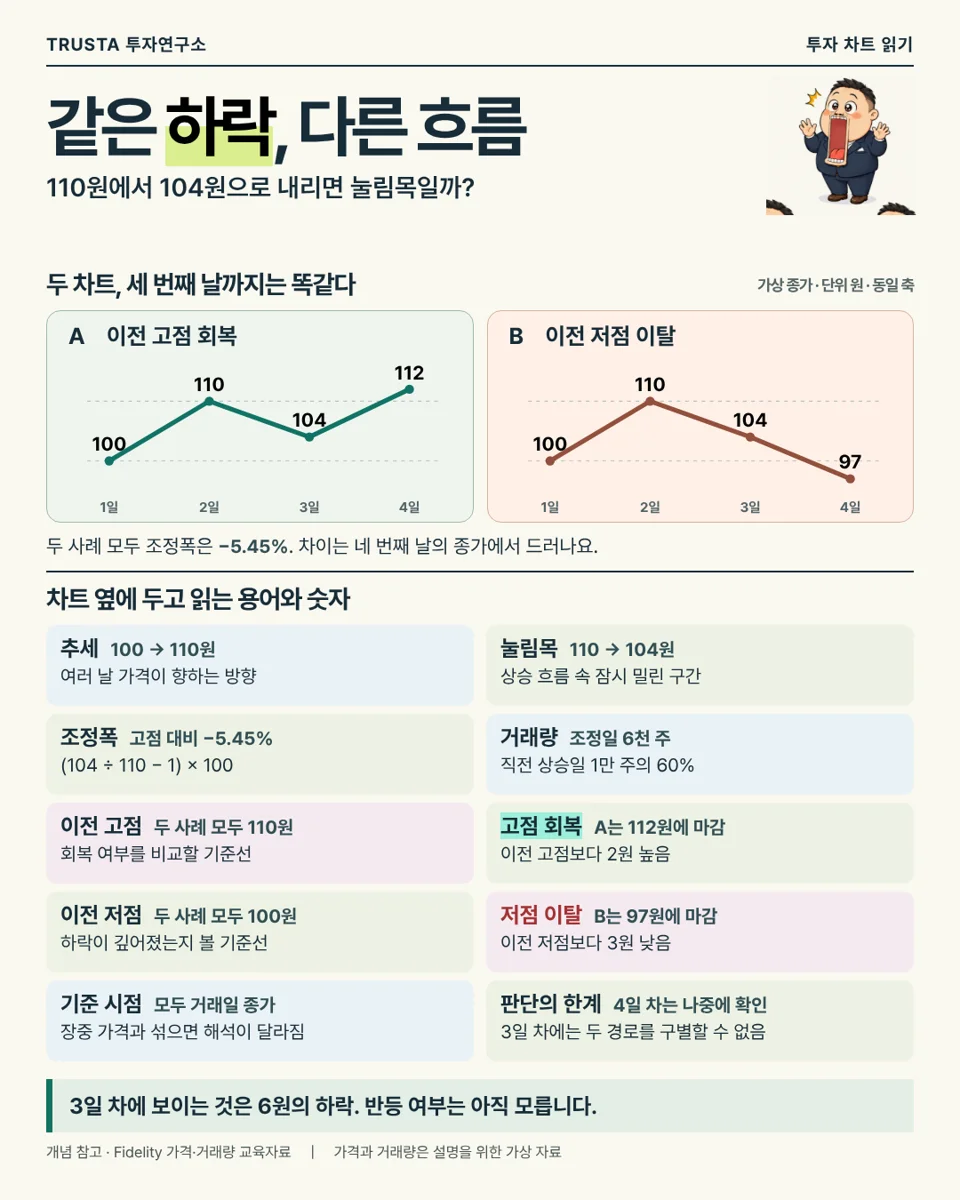 TRUSTA 투자연구소
투자 차트 읽기
같은 하락, 다른 흐름
110원에서 104원으로 내리면 눌림목일까?
두 차트, 세 번째 날까지는 똑같다
가상 종가 · 단위 원 · 동일 축
A 이전 고점 회복
100
110
104
112
1일
2일
3일
4일
B 이전 저점 이탈
100
110
104
97
1일
2일
3일
4일
두 사례 모두 조정폭은 −5.45%. 차이는 네 번째 날의 종가에서 드러나요.
차트 옆에 두고 읽는 용어와 숫자
추세 100 → 110원
여러 날 가격이 향하는 방향
눌림목 110 → 104원
상승 흐름 속 잠시 밀린 구간
조정폭 고점 대비 −5.45%
(104 ÷ 110 − 1) × 100
거래량 조정일 6천 주
직전 상승일 1만 주의 60%
이전 고점 두 사례 모두 110원
회복 여부를 비교할 기준선
고점 회복 A는 112원에 마감
이전 고점보다 2원 높음
이전 저점 두 사례 모두 100원
하락이 깊어졌는지 볼 기준선
저점 이탈 B는 97원에 마감
이전 저점보다 3원 낮음
기준 시점 모두 거래일 종가
장중 가격과 섞으면 해석이 달라짐
판단의 한계 4일 차는 나중에 확인
3일 차에는 두 경로를 구별할 수 없음
3일 차에 보이는 것은 6원의 하락. 반등 여부는 아직 모릅니다.
개념 참고 · Fidelity 가격·거래량 교육자료 | 가격과 거래량은 설명을 위한 가상 자료